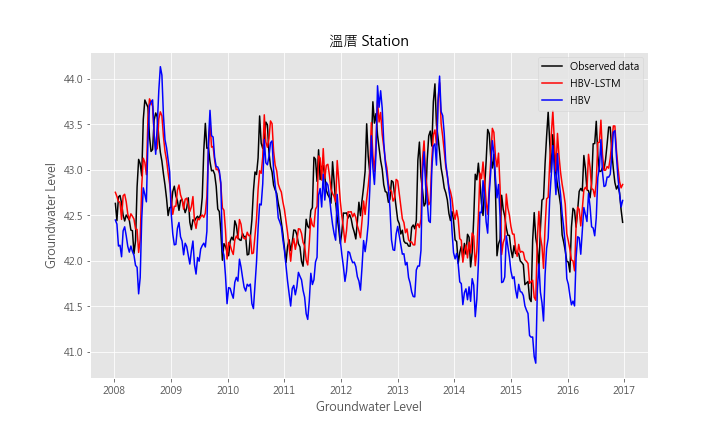 溫厝 Station
Observed data
HBV-LSTM
HBV
Groundwater Level
44.0
43.5
43.0
42.5
42.0
41.5
41.0
2008 2009 2010 2011 2012 2013 2014 2015 2016 2017
Groundwater Level